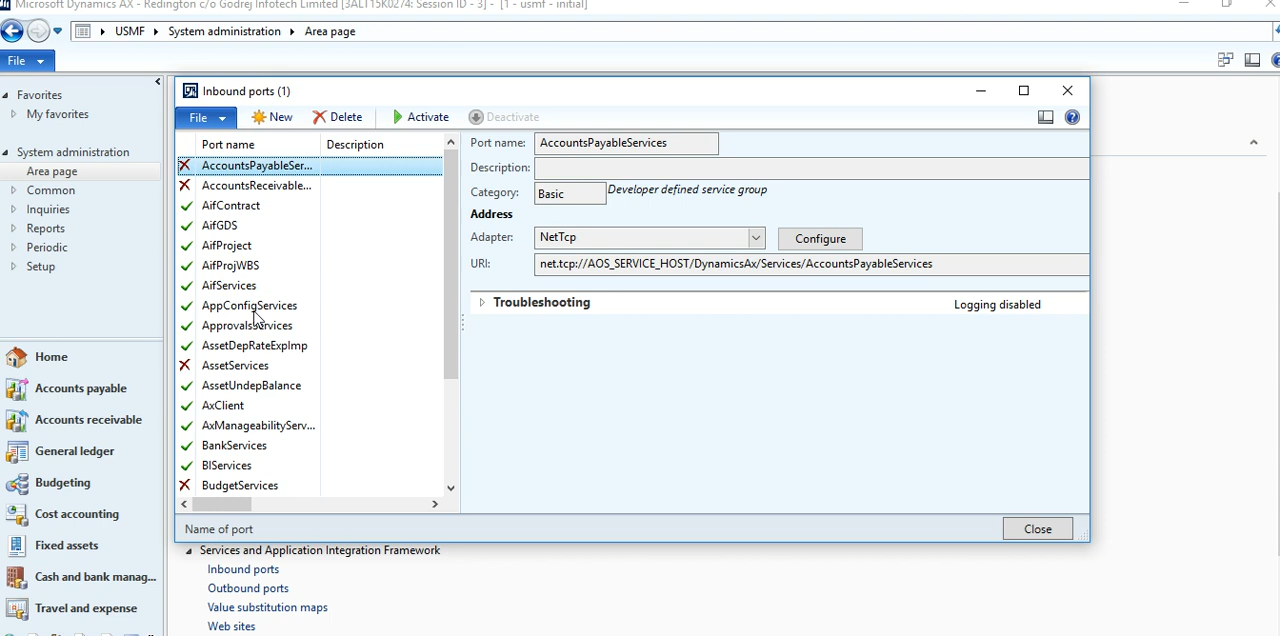 Microsoft Dynamics AX - Redington c/o Godrej Infotech Limited [3ALT15K0274: Session ID - 3] - [1 - usmf - initial]
USMF System administration Area page
File
Favorites
My favorites
System administration
Area page
Common
Inquiries
Reports
Periodic
Setup
Home
Accounts payable
Accounts receivable
General ledger
Budgeting
Cost accounting
Fixed assets
Cash and bank manag...
Travel and expense
Inbound ports (1)
File New Delete Activate Deactivate
Port name Description
AccountsPayableSer...
AccountsReceivable...
AifContract
AifGDS
AifProject
AifProjWBS
AifServices
AppConfigServices
ApprovalsServices
AssetDepRateExpImp
AssetServices
AssetUndepBalance
AxClient
AxManageabilityServ...
BankServices
BIServices
BudgetServices
Port name: AccountsPayableServices
Description:
Category: Basic Developer defined service group
Address
Adapter: NetTcp Configure
URI: net.tcp://AOS_SERVICE_HOST/DynamicsAx/Services/AccountsPayableServices
Troubleshooting Logging disabled
Name of port Close
Services and Application Integration Framework
Inbound ports
Outbound ports
Value substitution maps
Web sites